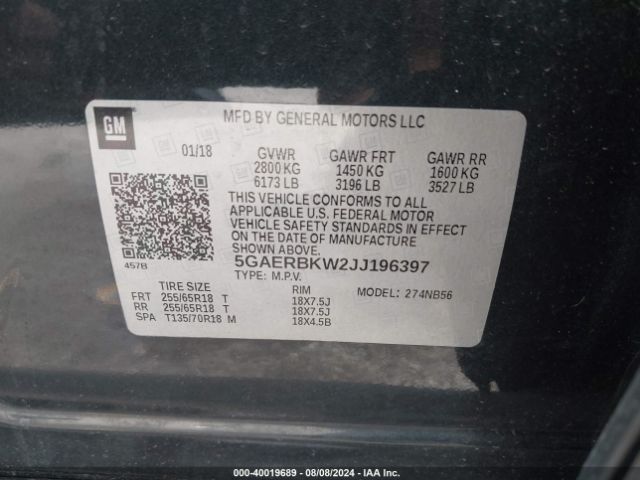 GM
MFD BY GENERAL MOTORS LLC
01/18 GVWR GAWR FRT GAWR RR
2800 KG 1450 KG 1600 KG
6173 LB 3196 LB 3527 LB
THIS VEHICLE CONFORMS TO ALL
APPLICABLE U.S. FEDERAL MOTOR
VEHICLE SAFETY STANDARDS IN
EFFECT ON THE DATE OF MANUFACTURE
SHOWN ABOVE.
457B
5GAERBKW2JJ196397
TYPE: M.P.V.
TIRE SIZE RIM MODEL: 274NB56
FRT 255/65R18 T 18X7.5J
RR 255/65R18 T 18X7.5J
SPA T135/70R18 M 18X4.5B
000-40019689 - 08/08/2024 - IAA Inc.